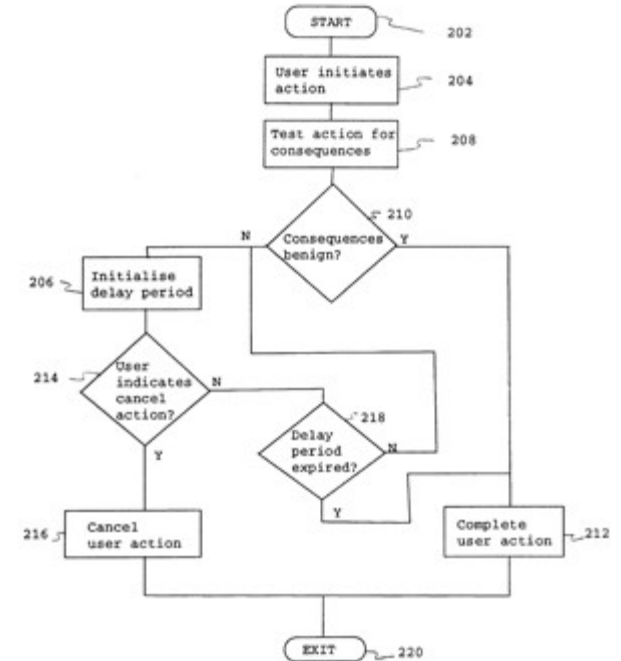 START
202
User initiates
action
204
Test action for
consequences
208
210
N
Consequences
benign?
Y
206
Initialise
delay period
214
User
indicates
cancel
action?
N
218
Delay
period
expired?
N
Y
Y
216
Cancel
user action
Complete
user action
212
EXIT
220